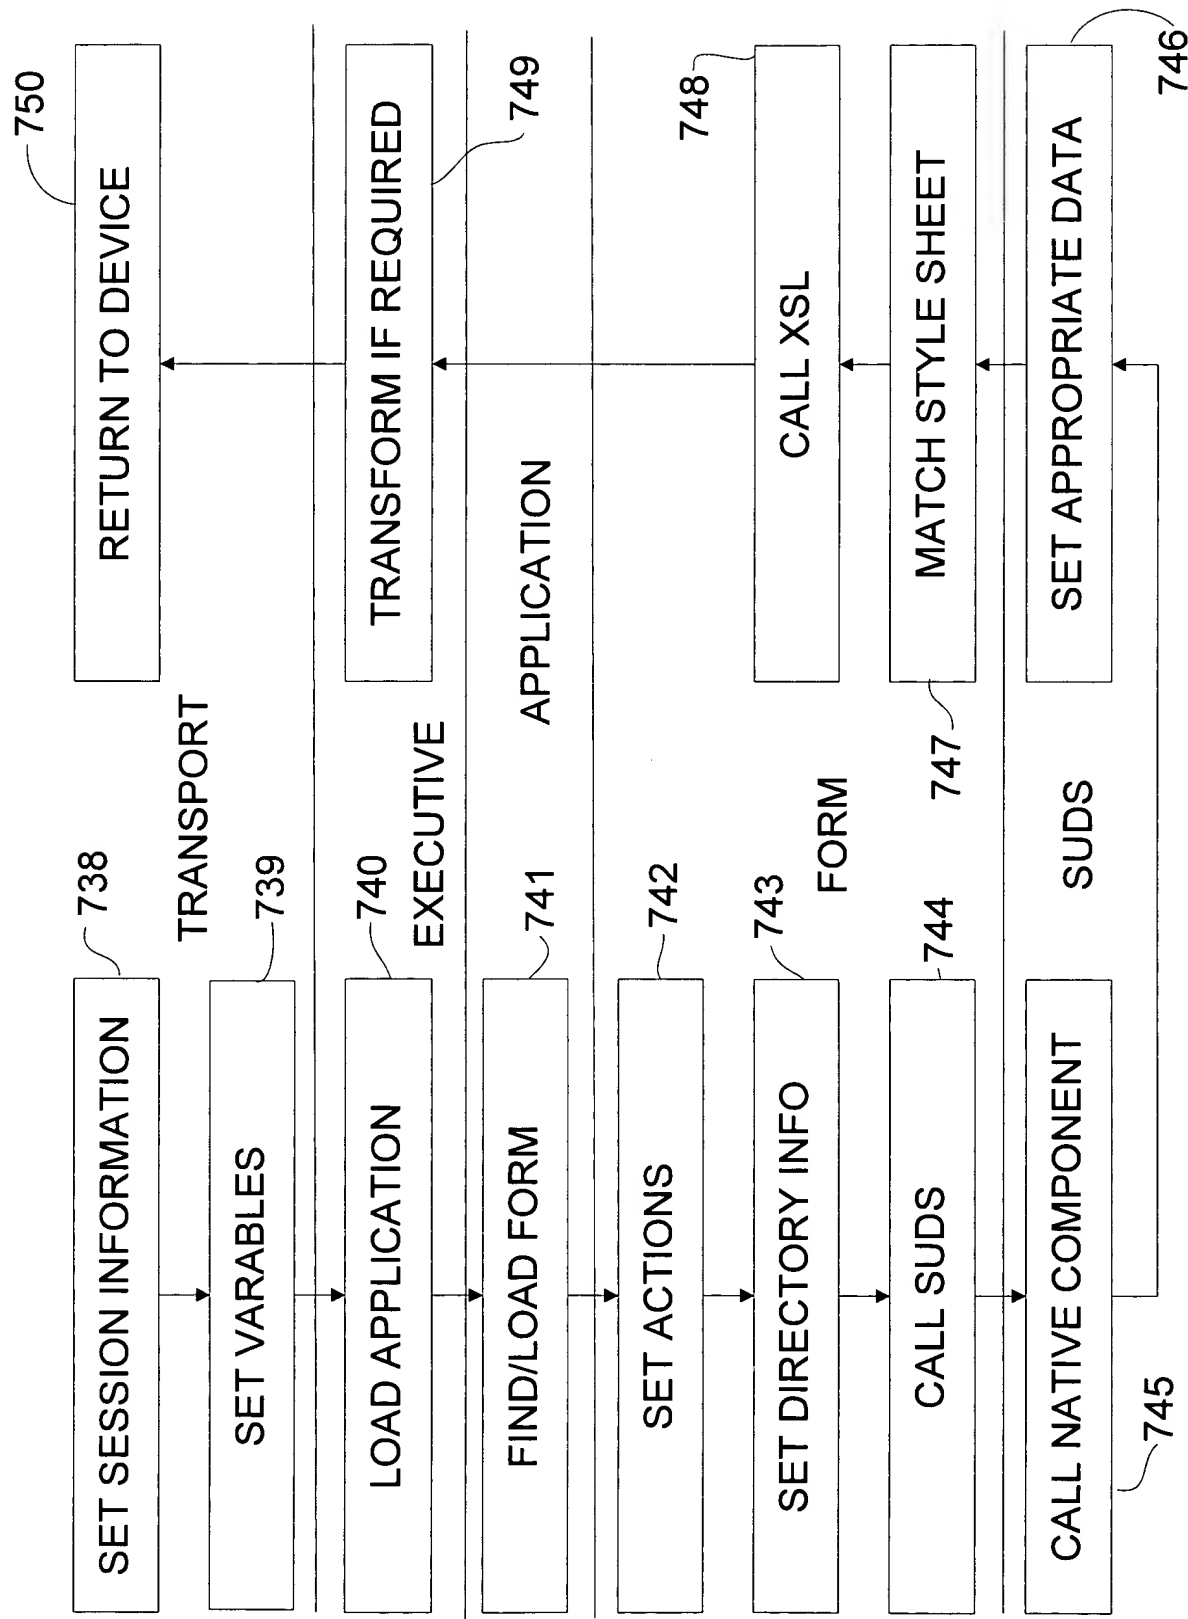 SET SESSION INFORMATION
738
TRANSPORT
SET VARABLES
739
LOAD APPLICATION
740
EXECUTIVE
FIND/LOAD FORM
741
APPLICATION
SET ACTIONS
742
SET DIRECTORY INFO
743
FORM
CALL SUDS
744
CALL NATIVE COMPONENT
745
SUDS
SET APPROPRIATE DATA
746
MATCH STYLE SHEET
747
CALL XSL
748
TRANSFORM IF REQUIRED
749
RETURN TO DEVICE
750